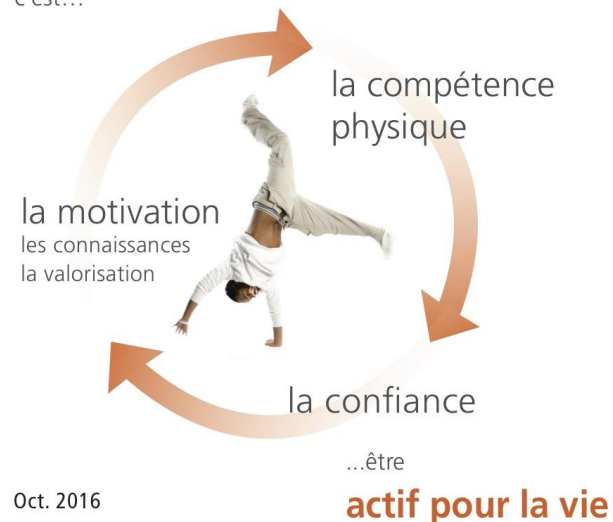 c'est...
la compétence
physique
la motivation
les connaissances
la valorisation
la confiance
...être
Oct. 2016
actif pour la vie